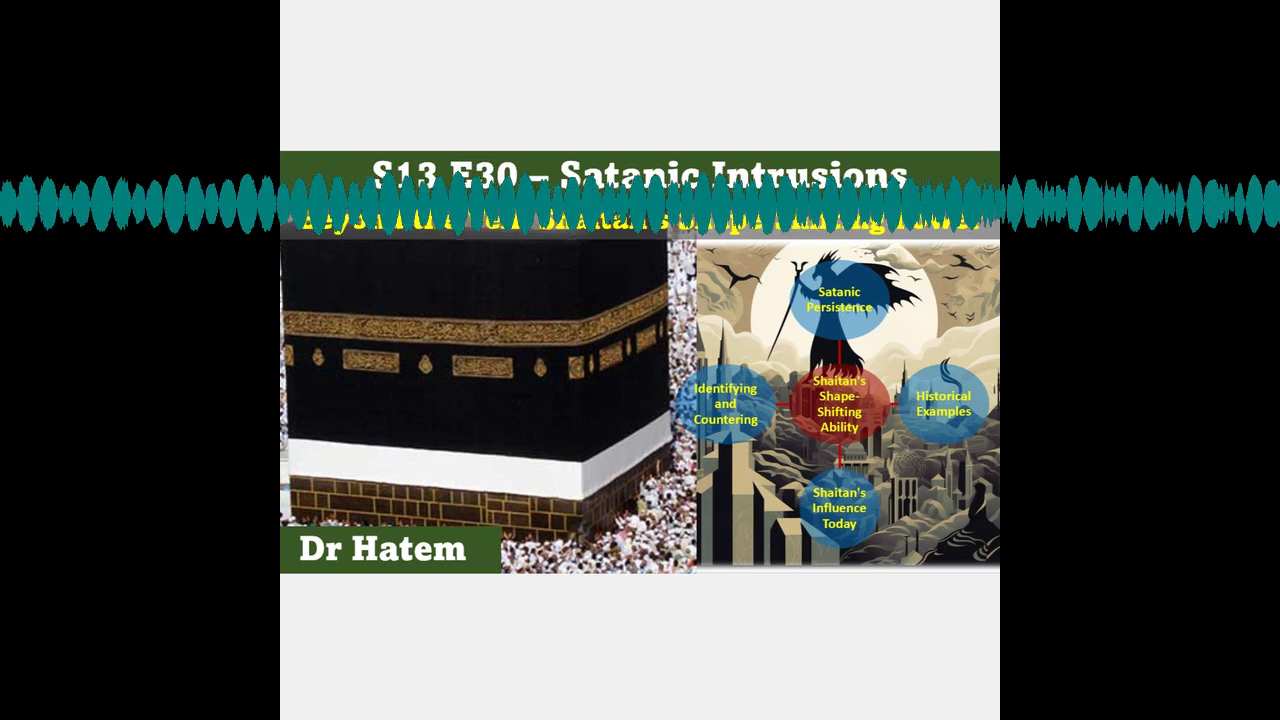 S13 E30 – Satanic Intrusions
Satanic
Persistence
Identifying
and
Countering
Shaitan's
Shape-
Shifting
Ability
Historical
Examples
Shaitan's
Influence
Today
Dr Hatem